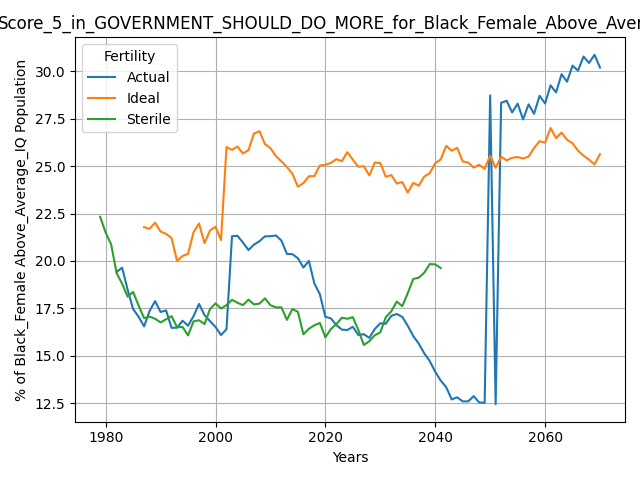 Score_5_in_GOVERNMENT_SHOULD_DO_MORE_for_Black_Female_Above_Aver
Fertility
Actual
Ideal
Sterile
% of Black_Female Above_Average_IQ Population
30.0
27.5
25.0
22.5
20.0
17.5
15.0
12.5
1980
2000
2020
2040
2060
Years